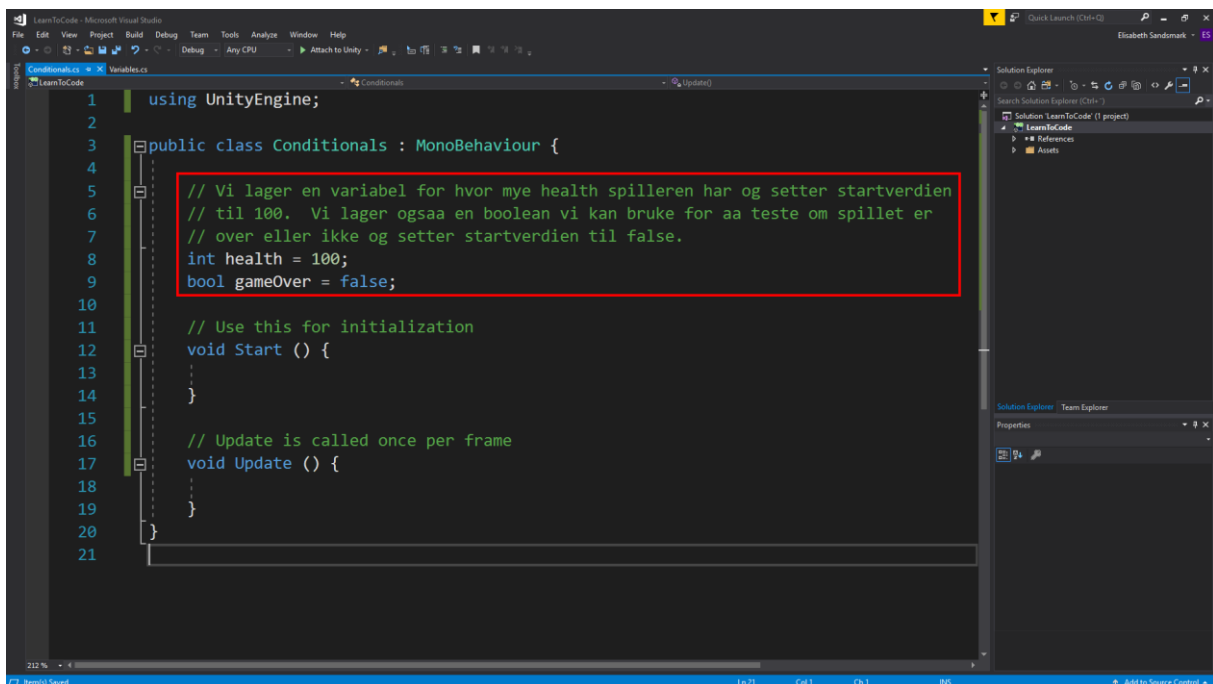 LearnToCode - Microsoft Visual Studio
Quick Launch (Ctrl+Q)
File Edit View Project Build Debug Team Tools Analyze Window Help
Elisabeth Sandsmark
ES
Debug Any CPU Attach to Unity
Toolbox
Conditionals.cs Variables.cs
LearnToCode Conditionals Update()
1 using UnityEngine;
2
3 public class Conditionals : MonoBehaviour {
4
5 // Vi lager en variabel for hvor mye health spilleren har og setter startverdien
6 // til 100. Vi lager ogsaa en boolean vi kan bruke for aa teste om spillet er
7 // over eller ikke og setter startverdien til false.
8 int health = 100;
9 bool gameOver = false;
10
11 // Use this for initialization
12 void Start () {
13
14 }
15
16 // Update is called once per frame
17 void Update () {
18
19 }
20 }
21
212 %
Solution Explorer
Search Solution Explorer (Ctrl+¨)
Solution 'LearnToCode' (1 project)
LearnToCode
References
Assets
Solution Explorer Team Explorer
Properties
Item(s) Saved Ln 21 Col 1 Ch 1 INS Add to Source Control